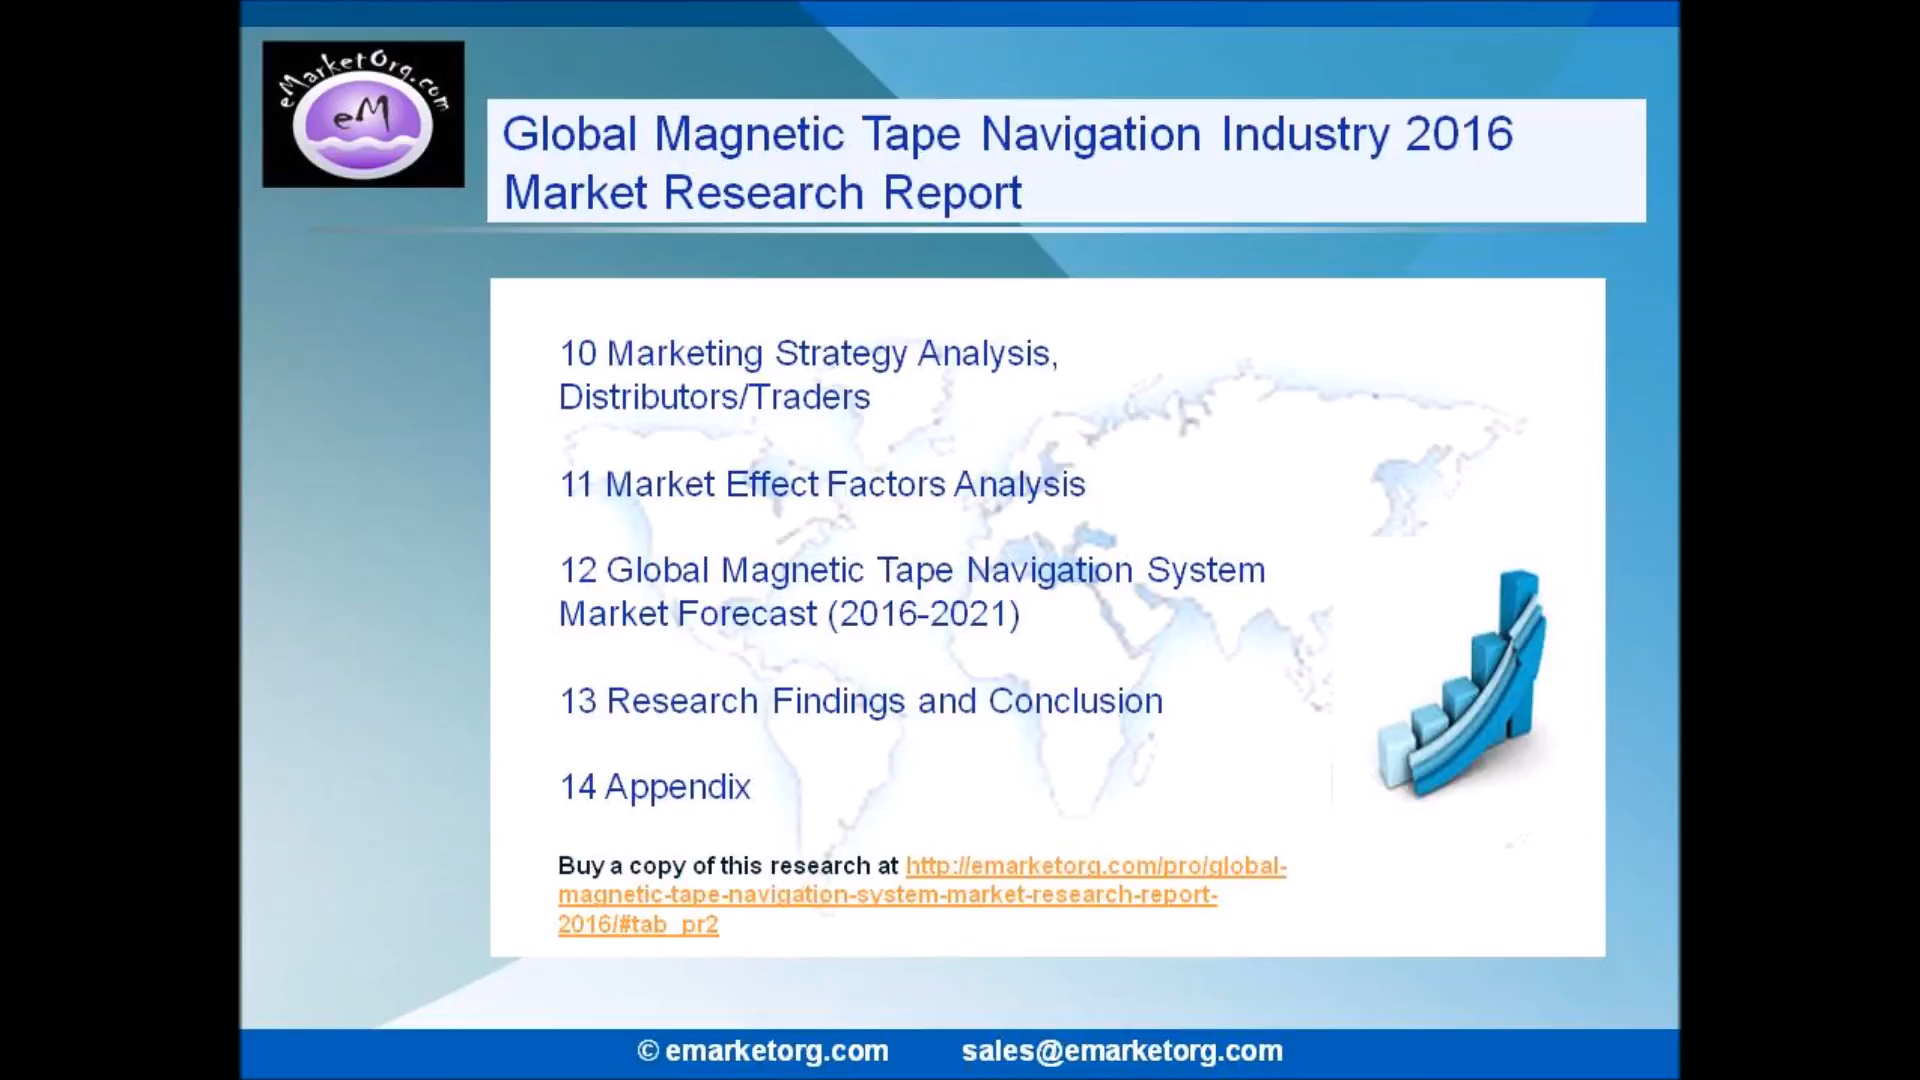 eMarketOrg.com
eM
Global Magnetic Tape Navigation Industry 2016
Market Research Report
10 Marketing Strategy Analysis,
Distributors/Traders
11 Market Effect Factors Analysis
12 Global Magnetic Tape Navigation System
Market Forecast (2016-2021)
13 Research Findings and Conclusion
14 Appendix
Buy a copy of this research at http://emarketorg.com/pro/global-
magnetic-tape-navigation-system-market-research-report-
2016/#tab_pr2
© emarketorg.com sales@emarketorg.com